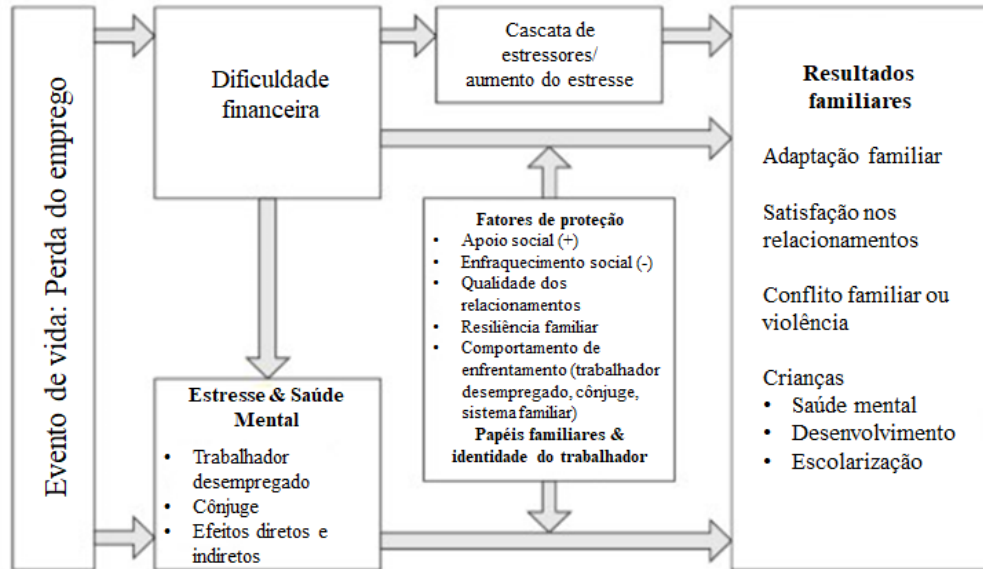 Evento de vida: Perda do emprego
Dificuldade
financeira
Cascata de
estressores/
aumento do estresse
Fatores de proteção
• Apoio social (+)
• Enfraquecimento social (-)
• Qualidade dos
relacionamentos
• Resiliência familiar
• Comportamento de
enfrentamento (trabalhador
desempregado, cônjuge,
sistema familiar)
Papéis familiares &
identidade do trabalhador
Estresse & Saúde
Mental
• Trabalhador
desempregado
• Cônjuge
• Efeitos diretos e
indiretos
Resultados
familiares
Adaptação familiar
Satisfação nos
relacionamentos
Conflito familiar ou
violência
Crianças
• Saúde mental
• Desenvolvimento
• Escolarização